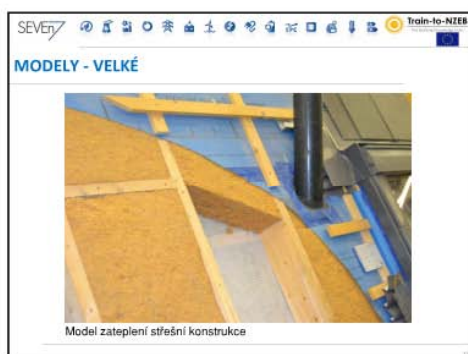 SEVEn
Train-to-NZEB
MODELY - VELKÉ
Model zateplení střešní konstrukce